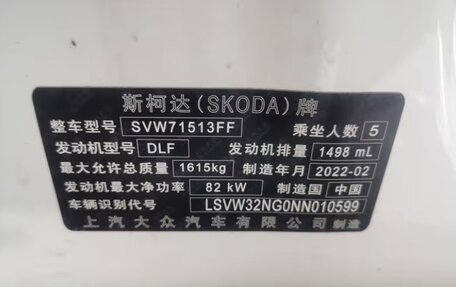 斯柯达(SKODA)牌
整车型号 SVW71513FF 乘坐人数 5
发动机型号 DLF 发动机排量 1498 mL
最大允许总质量 1615kg 制造年月 2022-02
发动机最大净功率 82 kW 制造国 中国
车辆识别代号 LSVW32NG0NN010599
上汽大众汽车有限公司 制造